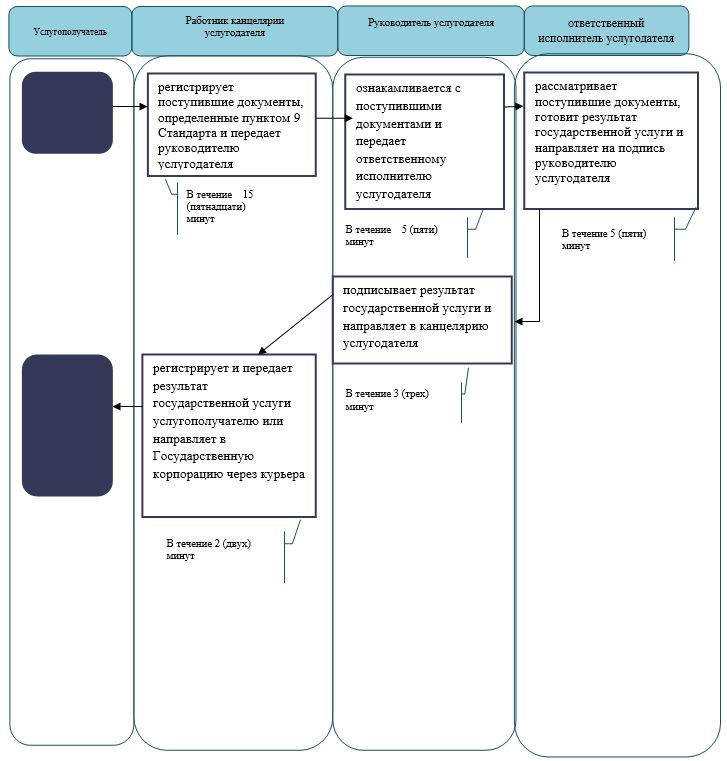 Услугополучатель
Работник канцелярии
услугодателя
Руководитель услугодателя
ответственный
исполнитель услугодателя
регистрирует
поступившие документы,
определенные пунктом 9
Стандарта и передает
руководителю
услугодателя
В течение 15
(пятнадцати)
минут
ознакамливается с
поступившими
документами и
передает
ответственному
исполнителю
услугодателя
В течение 5 (пяти)
минут
рассматривает
поступившие документы,
готовит результат
государственной услуги и
направляет на подпись
руководителю
услугодателя
В течение 5 (пяти)
минут
подписывает результат
государственной услуги и
направляет в канцелярию
услугодателя
В течение 3 (трех)
минут
регистрирует и передает
результат
государственной услуги
услугополучателю или
направляет в
Государственную
корпорацию через курьера
В течение 2 (двух)
минут